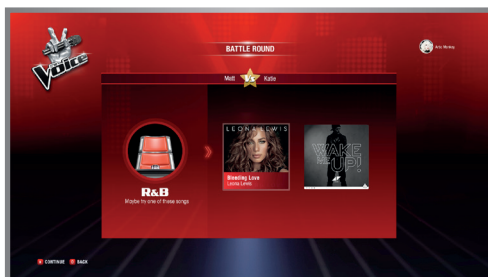 The Voice
BATTLE ROUND
Matt VS Katie
LEONA LEWIS
WAKE ME UP!
Bleeding Love
Leona Lewis
R&B
Maybe try one of these songs
CONTINUE
BACK